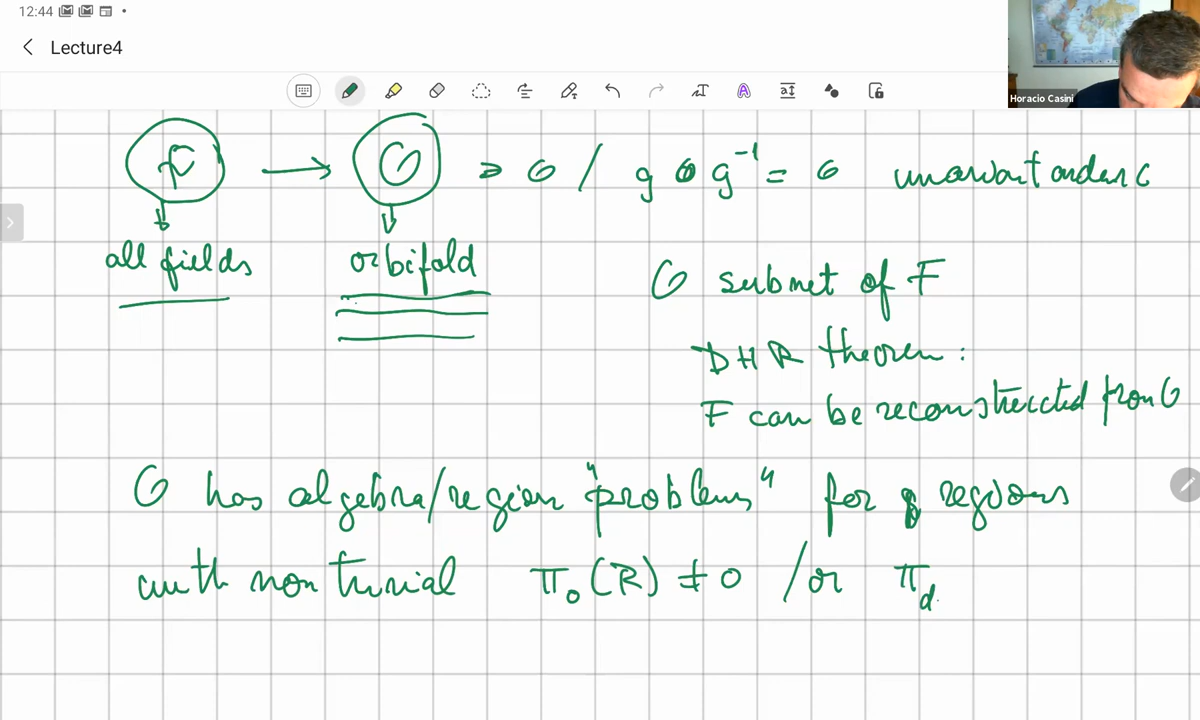 12:44
Lecture4
Horacio Casini
F → O ∋ O / g O g⁻¹ = O invariant under G
all fields orbifold
O subnet of F
DHR theorem:
F can be reconstructed from O
O has algebra/region "problems" for regions
with non trivial π₀(R) ≠ 0 / or π_d